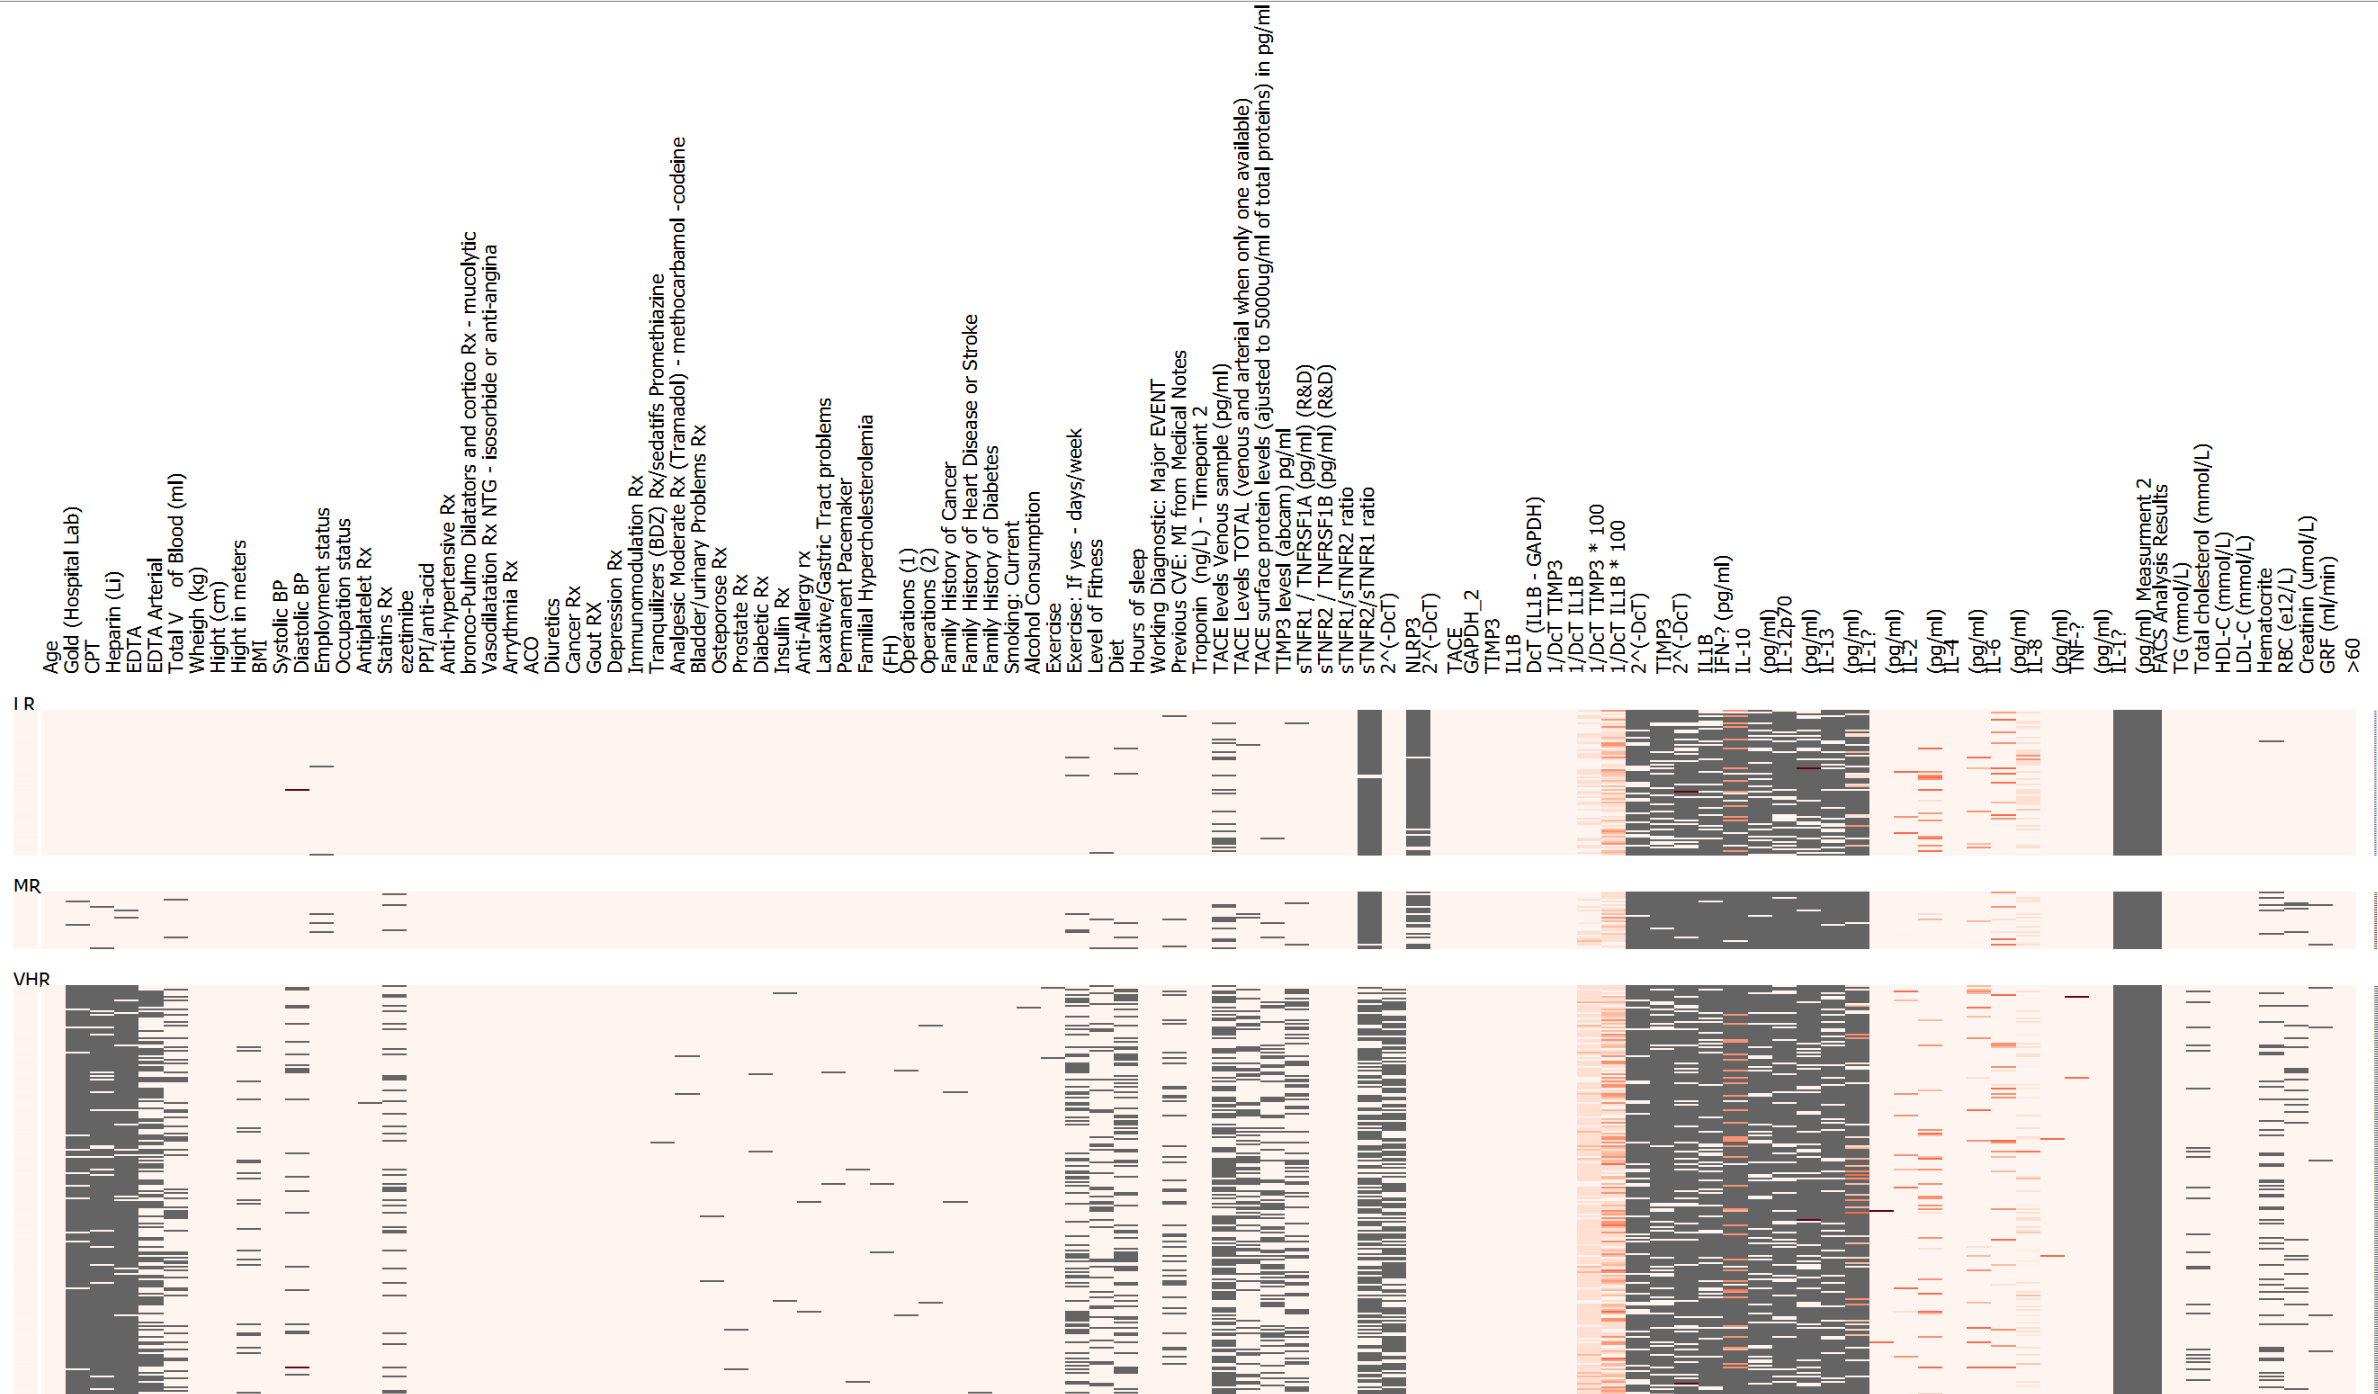 Age
Gold (Hospital Lab)
CPT
Heparin (Li)
EDTA
EDTA Arterial
Total V of Blood (ml)
Wheigh (kg)
Hight (cm)
Hight in meters
BMI
Systolic BP
Diastolic BP
Employment status
Occupation status
Antiplatelet Rx
Statins Rx
ezetimibe
PPI/anti-acid
Anti-hypertensive Rx
bronco-Pulmo Dilatators and cortico Rx - mucolytic
Vasodilatation Rx NTG - isosorbide or anti-angina
Arrythmia Rx
ACO
Diuretics
Cancer Rx
Gout RX
Depression Rx
Immunomodulation Rx
Tranquilizers (BDZ) Rx/sedatifs Promethiazine
Analgesic Moderate Rx (Tramadol) - methocarbamol -codeine
Bladder/urinary Problems Rx
Osteoporose Rx
Prostate Rx
Diabetic Rx
Insulin Rx
Anti-Allergy rx
Laxative/Gastric Tract problems
Permanent Pacemaker
Familial Hypercholesterolemia
(FH)
Operations (1)
Operations (2)
Family History of Cancer
Family History of Heart Disease or Stroke
Family History of Diabetes
Smoking: Current
Alcohol Consumption
Exercise
Exercise: If yes - days/week
Level of Fitness
Diet
Hours of sleep
Working Diagnostic: Major EVENT
Previous CVE: MI from Medical Notes
Troponin (ng/L) - Timepoint 2
TACE levels Venous sample (pg/ml)
TACE Levels TOTAL (venous and arterial when only one available)
TACE surface protein levels (ajusted to 5000ug/ml of total proteins) in pg/ml
TIMP3 levesl (abcam) pg/ml
sTNFR1 / TNFRSF1A (pg/ml) (R&D)
sTNFR2 / TNFRSF1B (pg/ml) (R&D)
sTNFR1/sTNFR2 ratio
sTNFR2/sTNFR1 ratio
2^(-DcT)
NLRP3
2^(-DcT)
TACE
GAPDH_2
TIMP3
IL1B
DcT (IL1B - GAPDH)
1/DcT TIMP3
1/DcT IL1B
1/DcT TIMP3 * 100
1/DcT IL1B * 100
2^(-DcT)
TIMP3
2^(-DcT)
IL1B
IFN-? (pg/ml)
IL-10
(pg/ml)
IL-12p70
(pg/ml)
IL-13
(pg/ml)
IL-1?
(pg/ml)
IL-2
(pg/ml)
IL-4
(pg/ml)
IL-6
(pg/ml)
IL-8
(pg/ml)
TNF-?
(pg/ml)
IL-1?
(pg/ml) Measurment 2
FACS Analysis Results
TG (mmol/L)
Total cholesterol (mmol/L)
HDL-C (mmol/L)
LDL-C (mmol/L)
Hematocrite
RBC (e12/L)
Creatinin (umol/L)
GRF (ml/min)
>60
I R
MR
VHR